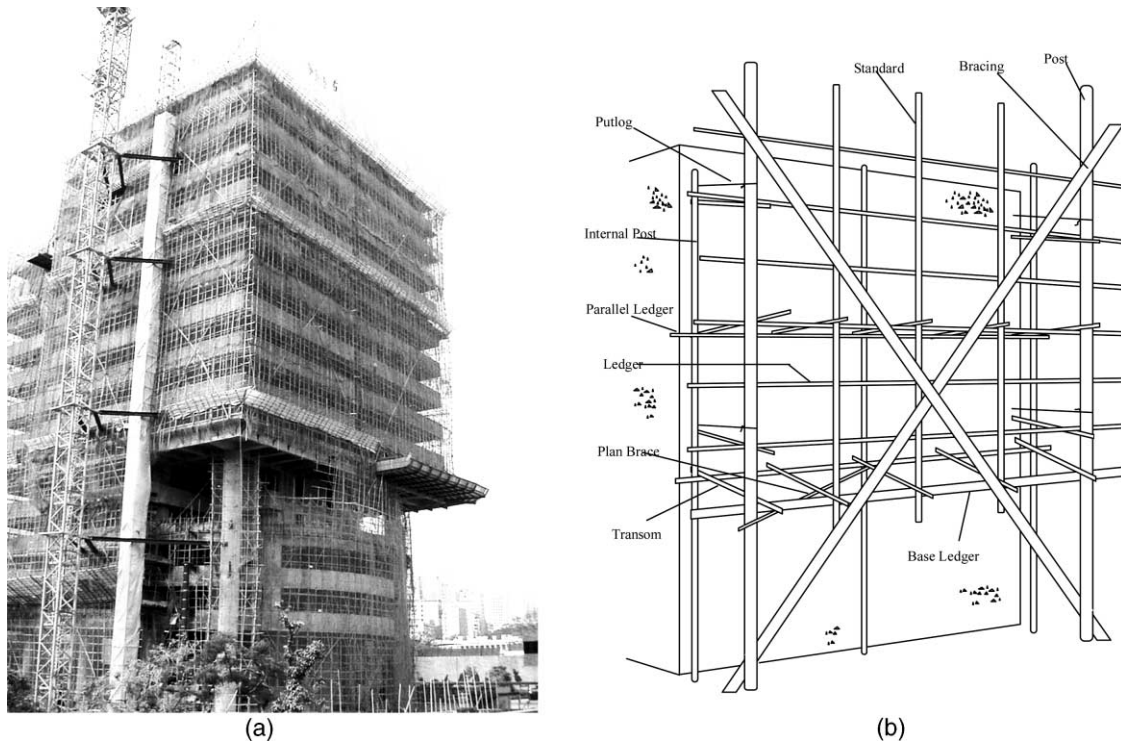 Standard
Bracing
Post
Putlog
Internal Post
Parallel Ledger
Ledger
Plan Brace
Transom
Base Ledger
(a)
(b)